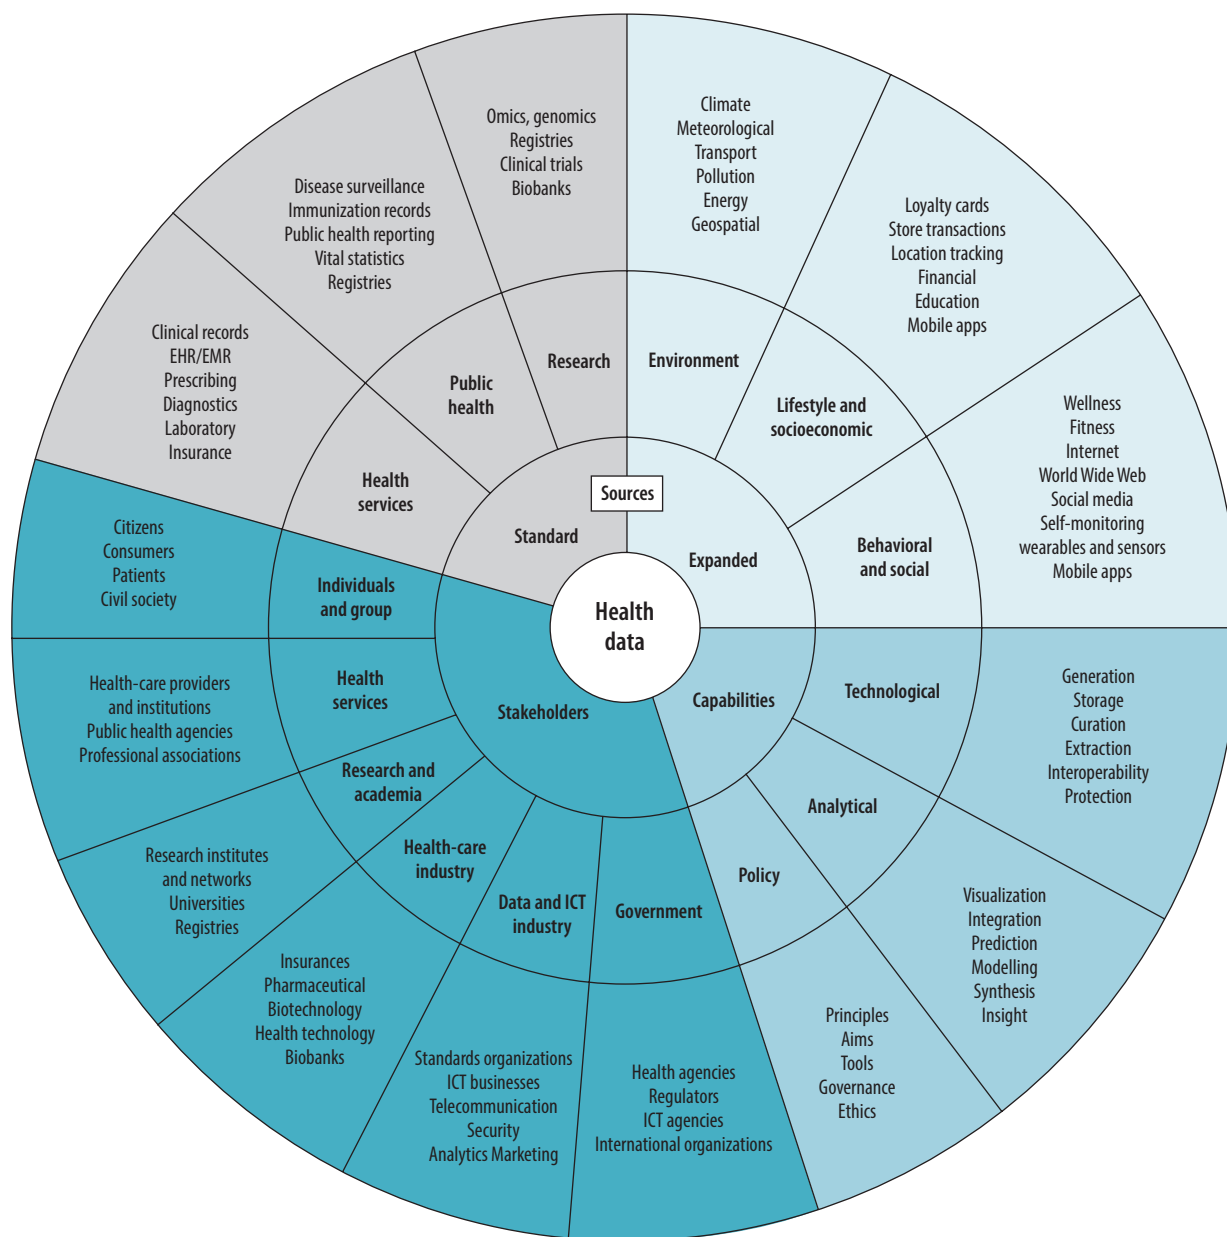 Health
data
Sources
Standard
Expanded
Capabilities
Stakeholders
Research
Omics, genomics
Registries
Clinical trials
Biobanks
Public
health
Disease surveillance
Immunization records
Public health reporting
Vital statistics
Registries
Health
services
Clinical records
EHR/EMR
Prescribing
Diagnostics
Laboratory
Insurance
Environment
Climate
Meteorological
Transport
Pollution
Energy
Geospatial
Lifestyle and
socioeconomic
Loyalty cards
Store transactions
Location tracking
Financial
Education
Mobile apps
Behavioral
and social
Wellness
Fitness
Internet
World Wide Web
Social media
Self-monitoring
wearables and sensors
Mobile apps
Technological
Generation
Storage
Curation
Extraction
Interoperability
Protection
Analytical
Visualization
Integration
Prediction
Modelling
Synthesis
Insight
Policy
Principles
Aims
Tools
Governance
Ethics
Government
Health agencies
Regulators
ICT agencies
International organizations
Data and ICT
industry
Standards organizations
ICT businesses
Telecommunication
Security
Analytics Marketing
Health-care
industry
Insurances
Pharmaceutical
Biotechnology
Health technology
Biobanks
Research and
academia
Research institutes
and networks
Universities
Registries
Health
services
Health-care providers
and institutions
Public health agencies
Professional associations
Individuals
and group
Citizens
Consumers
Patients
Civil society